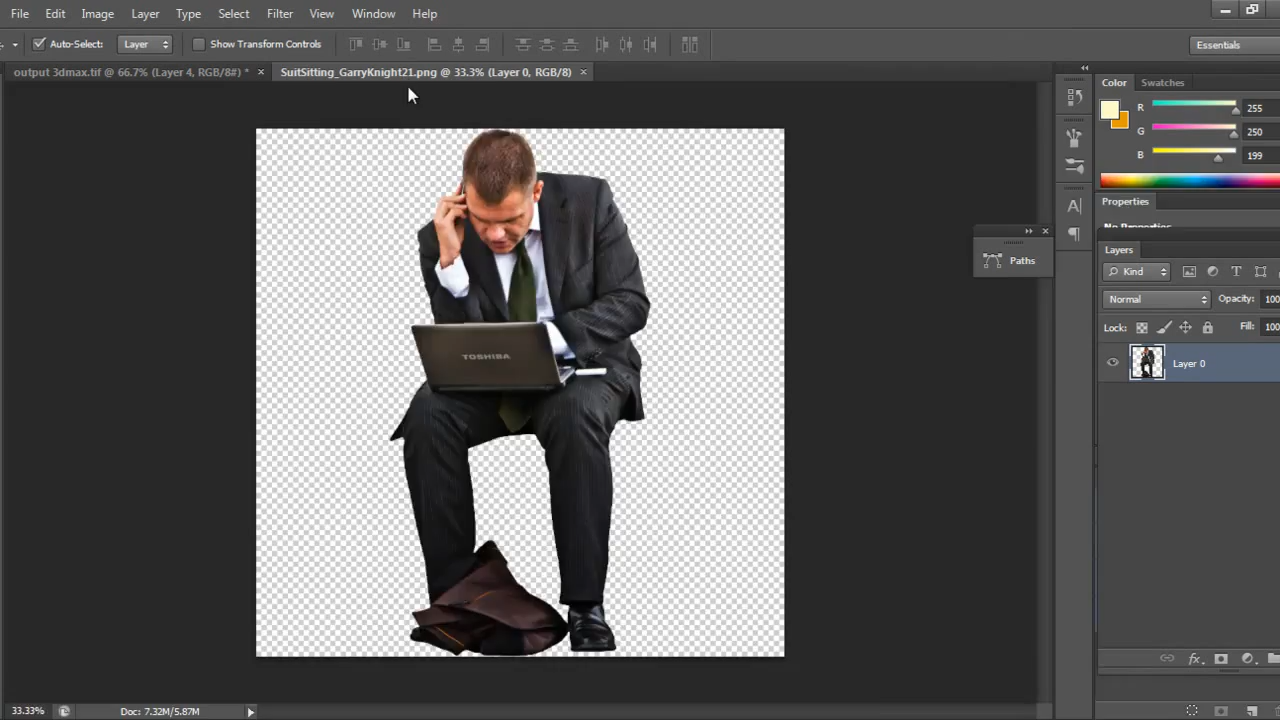 File Edit Image Layer Type Select Filter View Window Help
Auto-Select: Layer Show Transform Controls Essentials
output 3dmax.tif @ 66.7% (Layer 4, RGB/8#) * × SuitSitting_GarryKnight21.png @ 33.3% (Layer 0, RGB/8) ×
Color Swatches
R 255
G 250
B 199
Properties
No Properties
Paths
Layers
Kind
Normal Opacity: 100
Lock: Fill: 100
Layer 0
TOSHIBA
33.33% Doc: 7.32M/5.87M